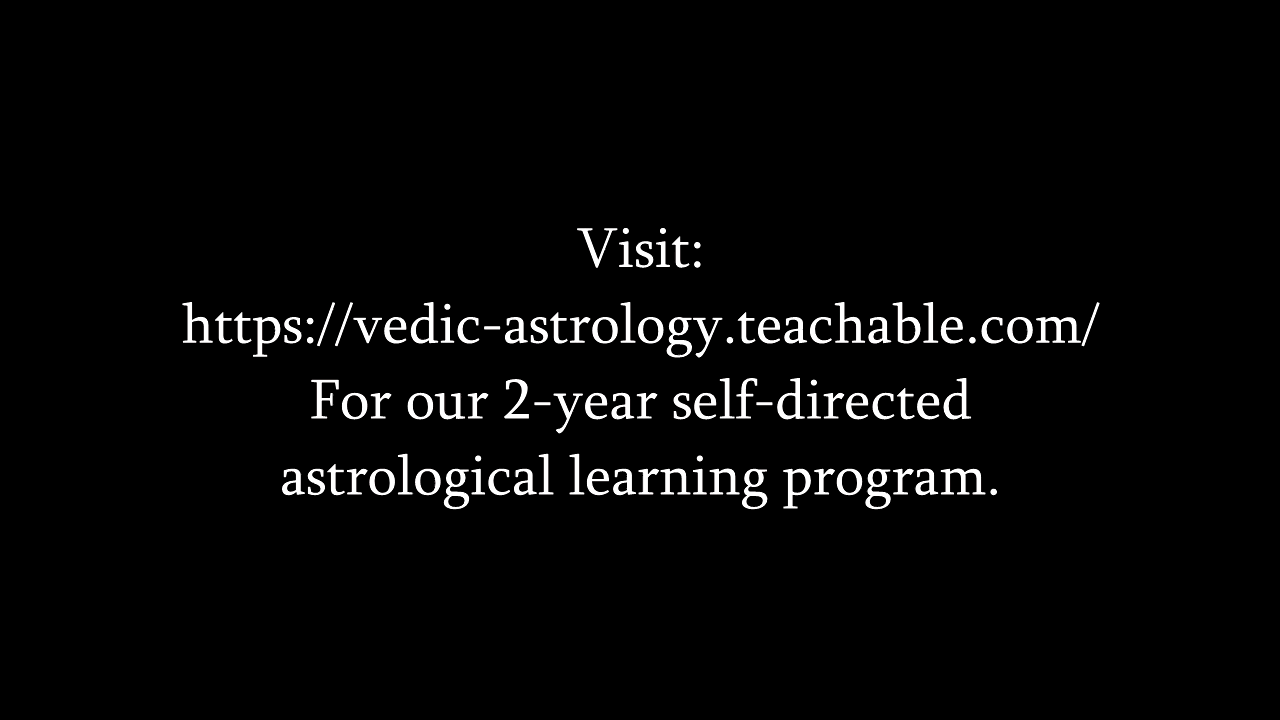 Visit:
https://vedic-astrology.teachable.com/
For our 2-year self-directed
astrological learning program.